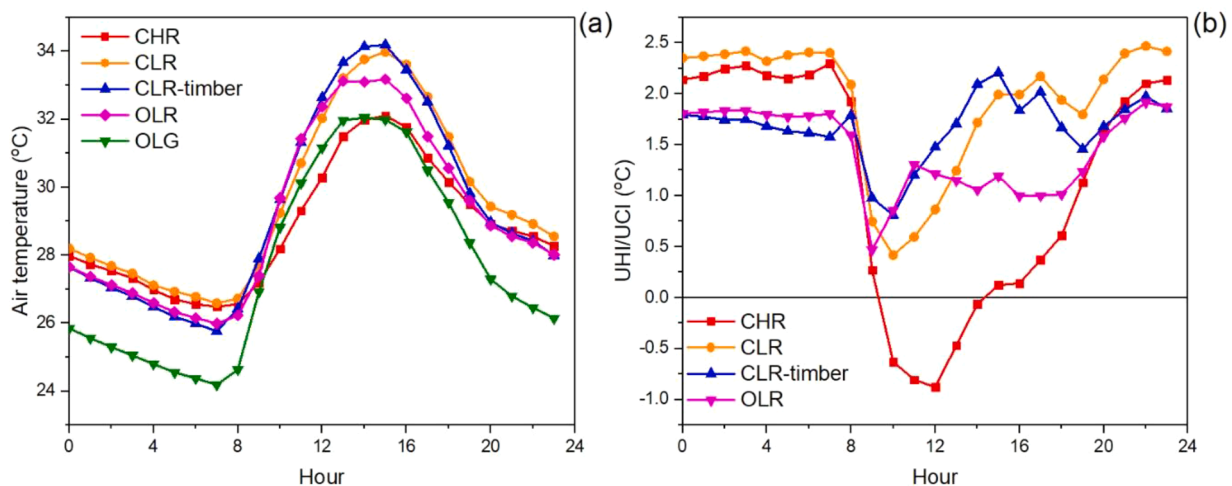 (a)
CHR
CLR
CLR-timber
OLR
OLG
Air temperature (ºC)
34
32
30
28
26
24
0 4 8 12 16 20 24
Hour
(b)
UHI/UCI (ºC)
2.5
2.0
1.5
1.0
0.5
0.0
-0.5
-1.0
CHR
CLR
CLR-timber
OLR
0 4 8 12 16 20 24
Hour